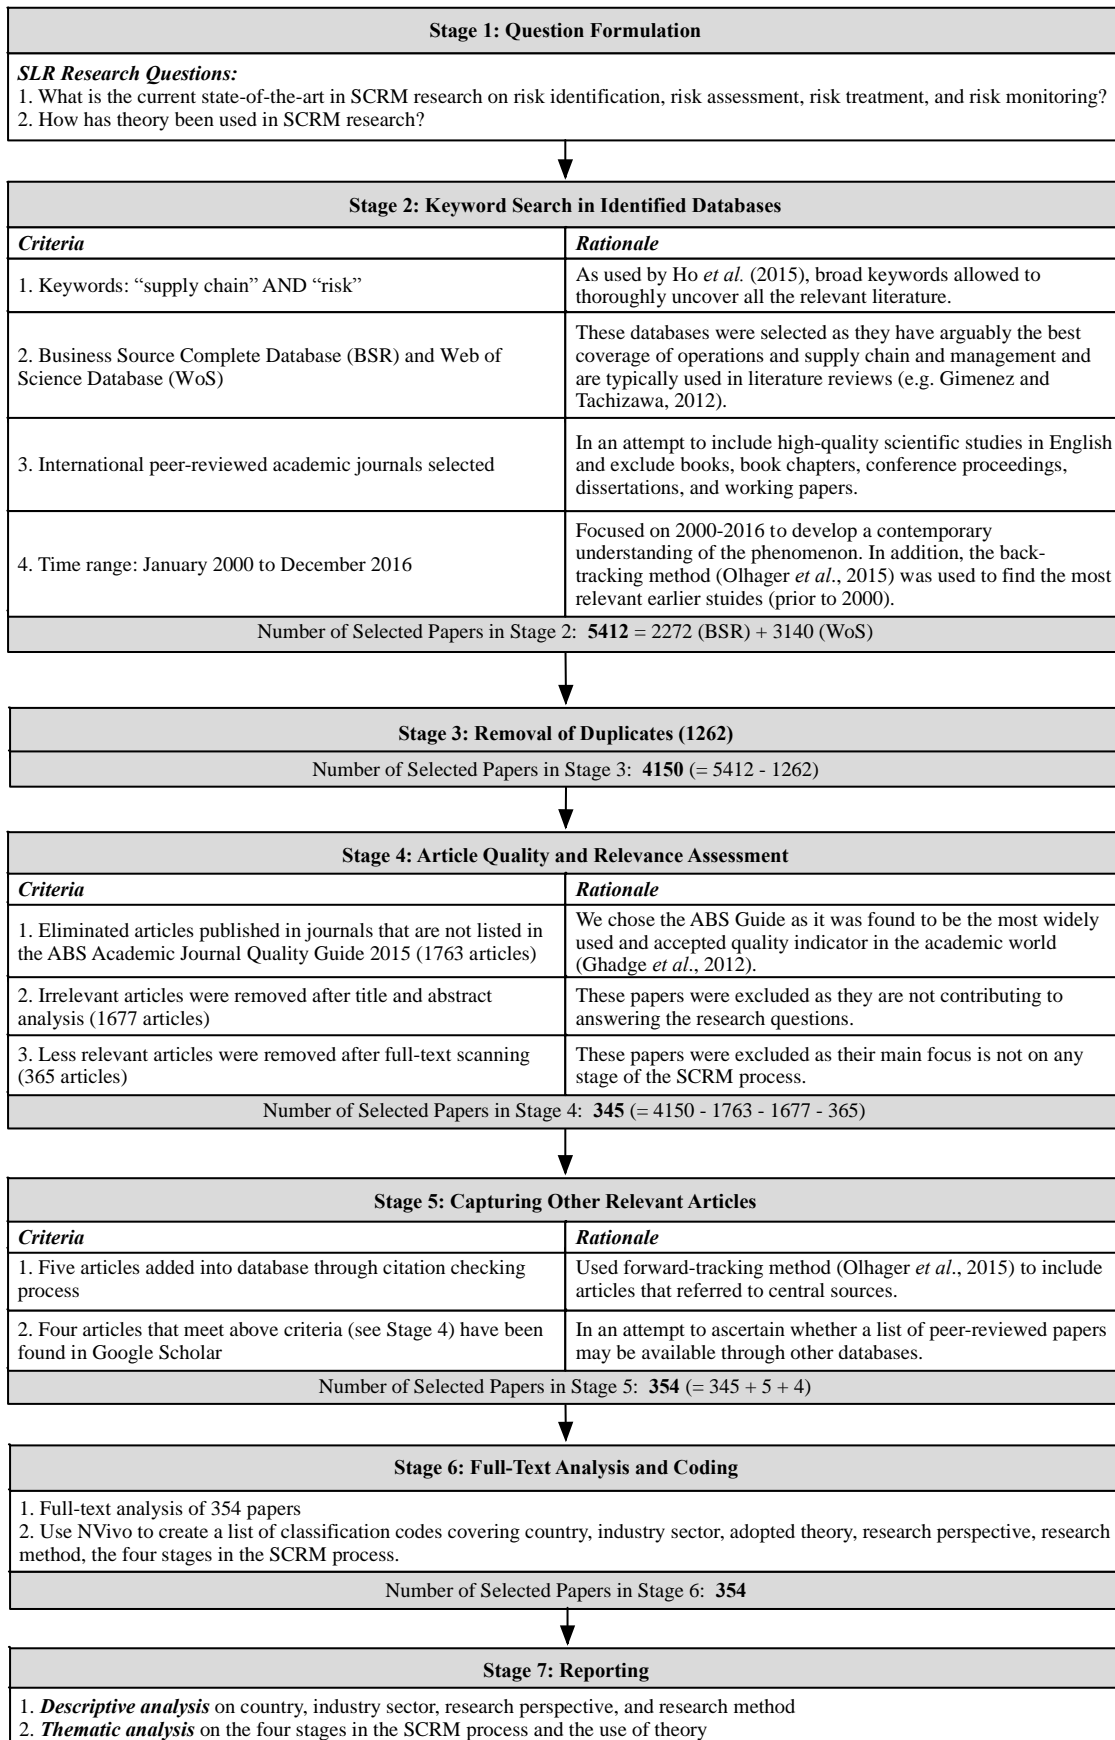 Stage 1: Question Formulation
SLR Research Questions:
1. What is the current state-of-the-art in SCRM research on risk identification, risk assessment, risk treatment, and risk monitoring?
2. How has theory been used in SCRM research?
Stage 2: Keyword Search in Identified Databases
Criteria
Rationale
1. Keywords: “supply chain” AND “risk”
As used by Ho et al. (2015), broad keywords allowed to
thoroughly uncover all the relevant literature.
2. Business Source Complete Database (BSR) and Web of
Science Database (WoS)
These databases were selected as they have arguably the best
coverage of operations and supply chain and management and
are typically used in literature reviews (e.g. Gimenez and
Tachizawa, 2012).
3. International peer-reviewed academic journals selected
In an attempt to include high-quality scientific studies in English
and exclude books, book chapters, conference proceedings,
dissertations, and working papers.
4. Time range: January 2000 to December 2016
Focused on 2000-2016 to develop a contemporary
understanding of the phenomenon. In addition, the back-
tracking method (Olhager et al., 2015) was used to find the most
relevant earlier stuides (prior to 2000).
Number of Selected Papers in Stage 2: 5412 = 2272 (BSR) + 3140 (WoS)
Stage 3: Removal of Duplicates (1262)
Number of Selected Papers in Stage 3: 4150 (= 5412 - 1262)
Stage 4: Article Quality and Relevance Assessment
Criteria
Rationale
1. Eliminated articles published in journals that are not listed in
the ABS Academic Journal Quality Guide 2015 (1763 articles)
We chose the ABS Guide as it was found to be the most widely
used and accepted quality indicator in the academic world
(Ghadge et al., 2012).
2. Irrelevant articles were removed after title and abstract
analysis (1677 articles)
These papers were excluded as they are not contributing to
answering the research questions.
3. Less relevant articles were removed after full-text scanning
(365 articles)
These papers were excluded as their main focus is not on any
stage of the SCRM process.
Number of Selected Papers in Stage 4: 345 (= 4150 - 1763 - 1677 - 365)
Stage 5: Capturing Other Relevant Articles
Criteria
Rationale
1. Five articles added into database through citation checking
process
Used forward-tracking method (Olhager et al., 2015) to include
articles that referred to central sources.
2. Four articles that meet above criteria (see Stage 4) have been
found in Google Scholar
In an attempt to ascertain whether a list of peer-reviewed papers
may be available through other databases.
Number of Selected Papers in Stage 5: 354 (= 345 + 5 + 4)
Stage 6: Full-Text Analysis and Coding
1. Full-text analysis of 354 papers
2. Use NVivo to create a list of classification codes covering country, industry sector, adopted theory, research perspective, research
method, the four stages in the SCRM process.
Number of Selected Papers in Stage 6: 354
Stage 7: Reporting
1. Descriptive analysis on country, industry sector, research perspective, and research method
2. Thematic analysis on the four stages in the SCRM process and the use of theory